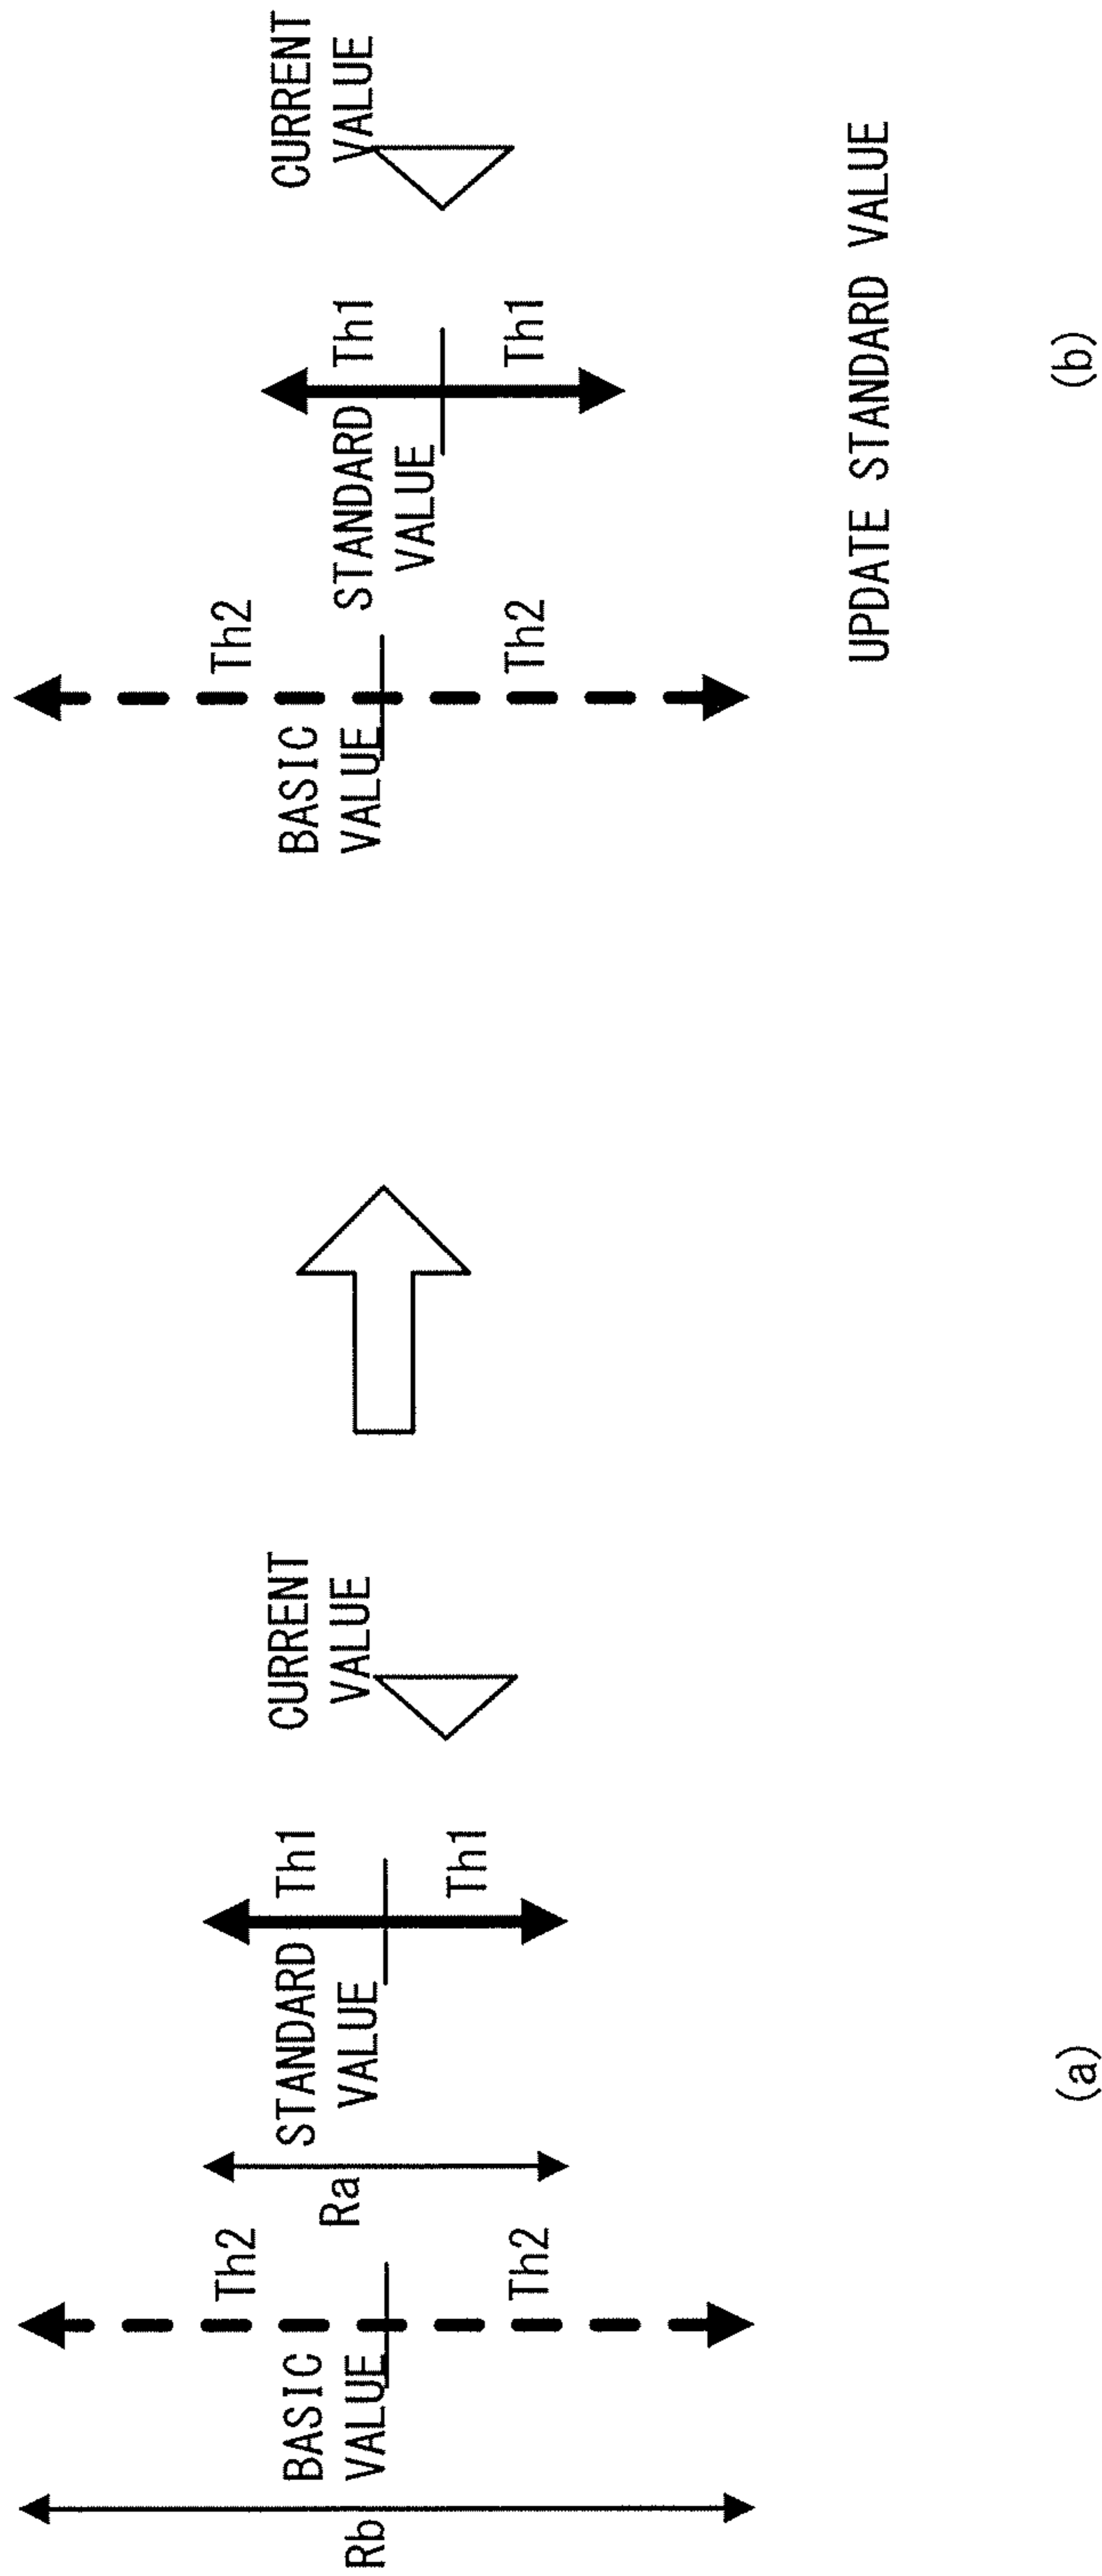 Rb
BASIC
VALUE
Th2
Th2
Ra
STANDARD
VALUE
Th1
Th1
CURRENT
VALUE
(a)
BASIC
VALUE
Th2
Th2
STANDARD
VALUE
Th1
Th1
CURRENT
VALUE
UPDATE STANDARD VALUE
(b)